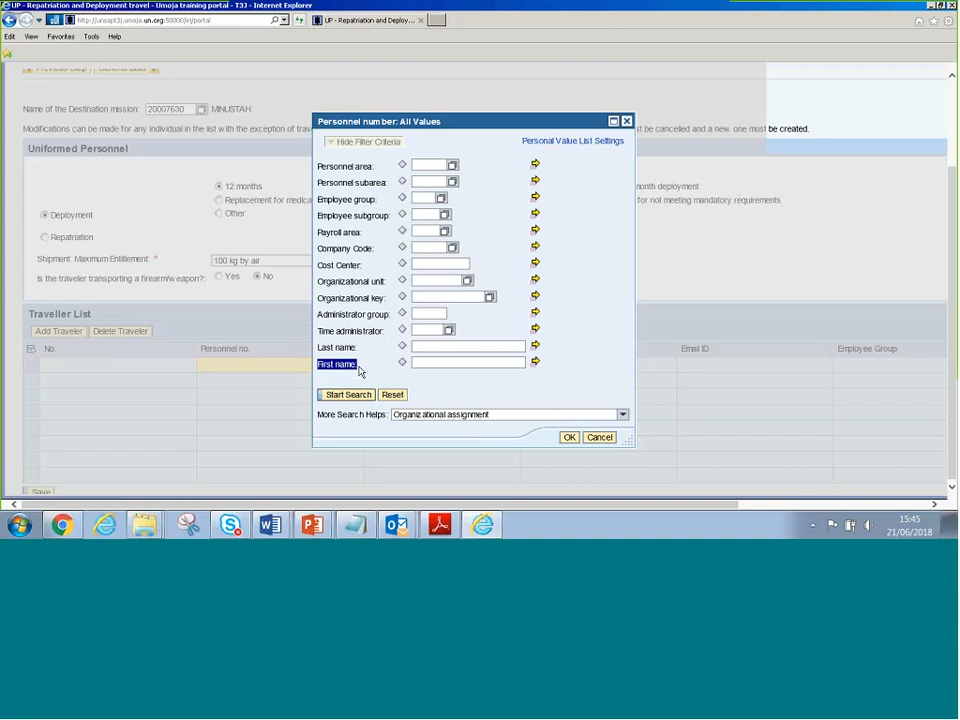 UP - Repatriation and Deployment travel - Umoja training portal - T3J - Internet Explorer
UP - Repatriation and Deploy...
Edit View Favorites Tools Help
Name of the Destination mission: 20007630 MINUSTAH
Modifications can be made for any individual in the list with the exception of trave
st be cancelled and a new one must be created.
Uniformed Personnel
12 months
month deployment
Replacement for medica
for not meeting mandatory requirements
Deployment
Other
Repatriation
Shipment: Maximum Entitlement: * 100 kg by air
Is the traveler transporting a firearm/weapon? Yes No
Traveller List
Add Traveler Delete Traveler
No. Personnel no. Email ID Employee Group
Save
Personnel number: All Values
Hide Filter Criteria Personal Value List Settings
Personnel area:
Personnel subarea:
Employee group:
Employee subgroup:
Payroll area:
Company Code:
Cost Center:
Organizational unit:
Organizational key:
Administrator group:
Time administrator:
Last name:
First name:
Start Search Reset
More Search Helps: Organizational assignment
OK Cancel
15:45
21/06/2018